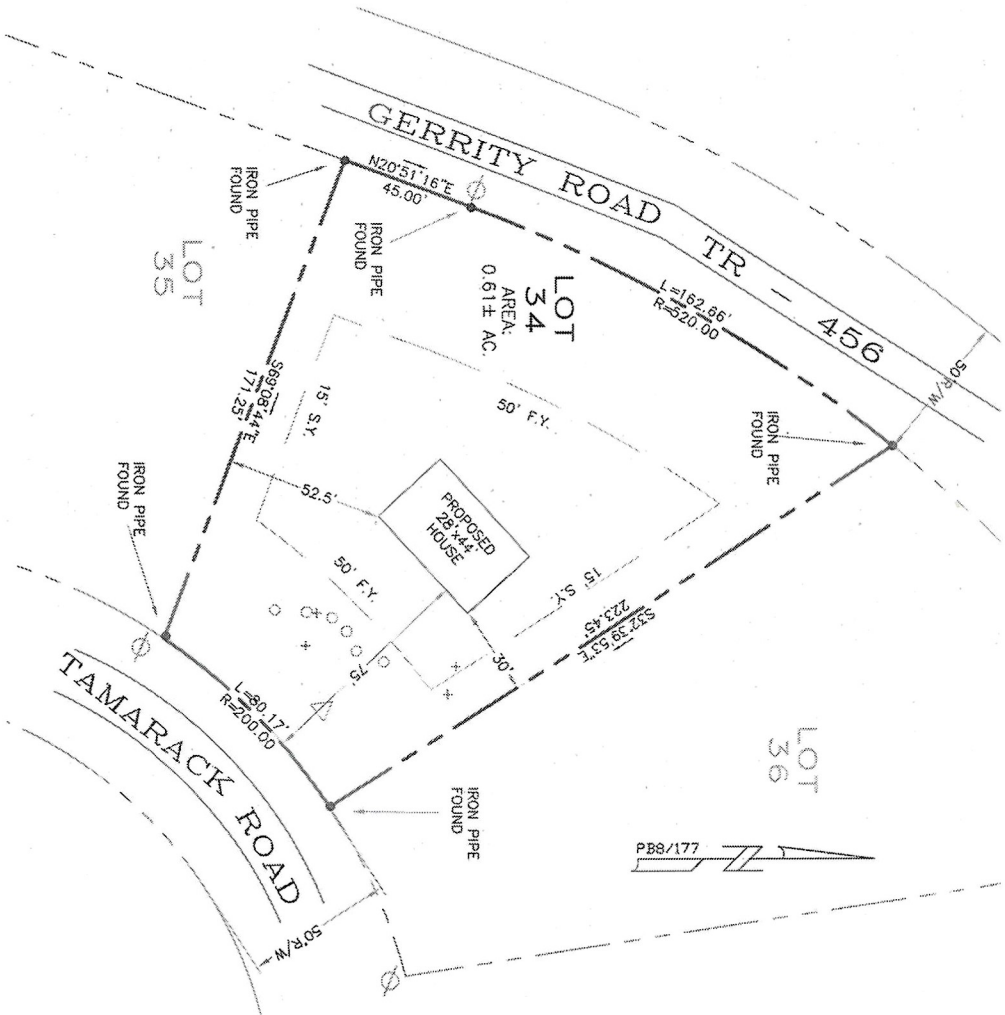 GERRITY ROAD TR - 456
50'R/W
N20°51'16"E
45.00'
L=162.66'
R=520.00
IRON PIPE
FOUND
IRON PIPE
FOUND
IRON PIPE
FOUND
LOT
35
LOT
34
AREA:
0.61± AC.
50' F.Y.
15' S.Y.
S69°08'44"E
171.25'
52.5'
PROPOSED
28'x44'
HOUSE
50' F.Y.
15' S.Y.
S32°39'53"E
223.45'
30'
75'
IRON PIPE
FOUND
L=80.17'
R=200.00
TAMARACK ROAD
50'R/W
IRON PIPE
FOUND
LOT
36
PB8/177